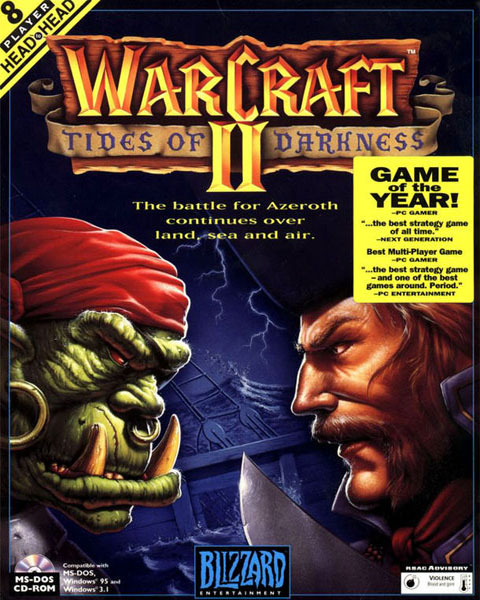 8
PLAYER
HEAD to HEAD
WARCRAFT™
TIDES OF DARKNESS
II
The battle for Azeroth
continues over
land, sea and air.
GAME
of the
YEAR!
–PC GAMER
"...the best strategy game
of all time."
–NEXT GENERATION
Best Multi-Player Game
–PC GAMER
"...the best strategy game
–and one of the best
games around. Period."
–PC ENTERTAINMENT
MS-DOS
CD-ROM
Compatible with
MS-DOS,
Windows® 95 and
Windows® 3.1
BLIZZARD
ENTERTAINMENT
RSAC ADVISORY
VIOLENCE
Blood and gore